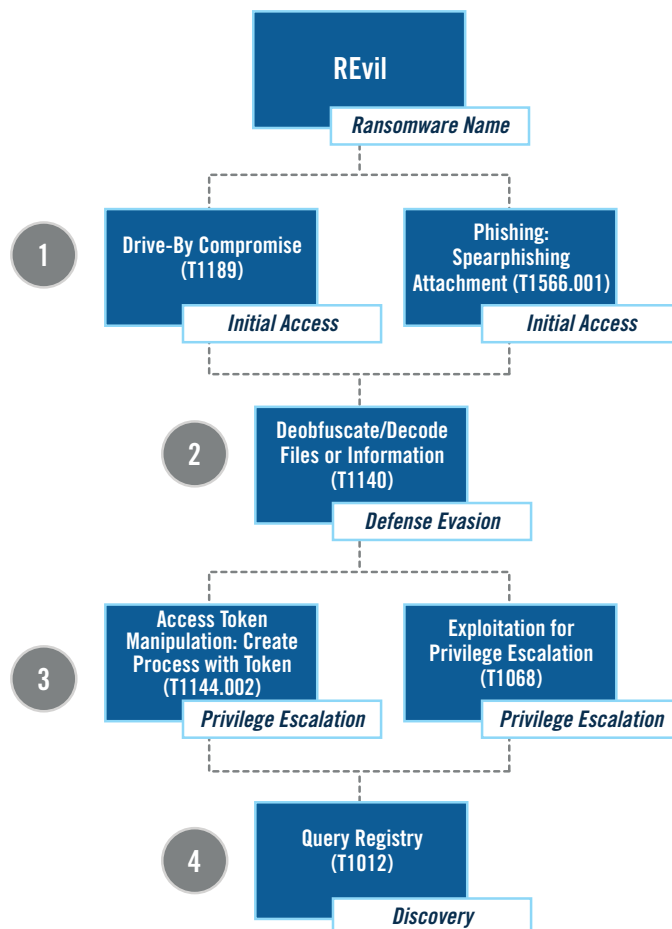 REvil
Ransomware Name
1
Drive-By Compromise
(T1189)
Initial Access
Phishing:
Spearphishing
Attachment (T1566.001)
Initial Access
2
Deobfuscate/Decode
Files or Information
(T1140)
Defense Evasion
3
Access Token
Manipulation: Create
Process with Token
(T1144.002)
Privilege Escalation
Exploitation for
Privilege Escalation
(T1068)
Privilege Escalation
4
Query Registry
(T1012)
Discovery